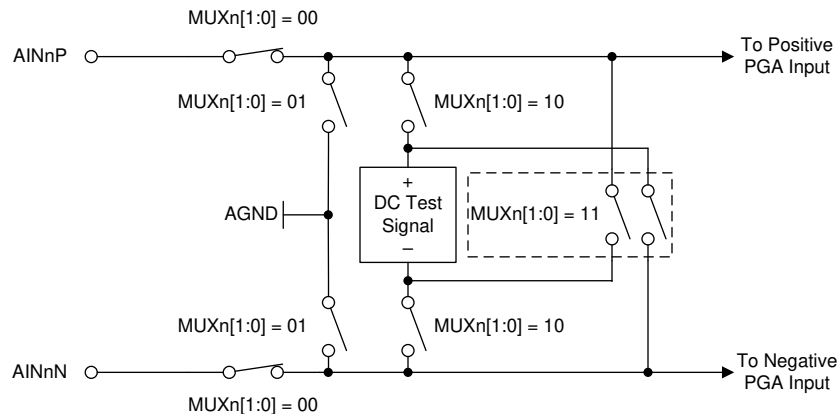 MUXn[1:0] = 00
AINnP
To Positive
PGA Input
MUXn[1:0] = 01
MUXn[1:0] = 10
+
DC Test
Signal
–
AGND
MUXn[1:0] = 11
MUXn[1:0] = 01
MUXn[1:0] = 10
AINnN
To Negative
PGA Input
MUXn[1:0] = 00